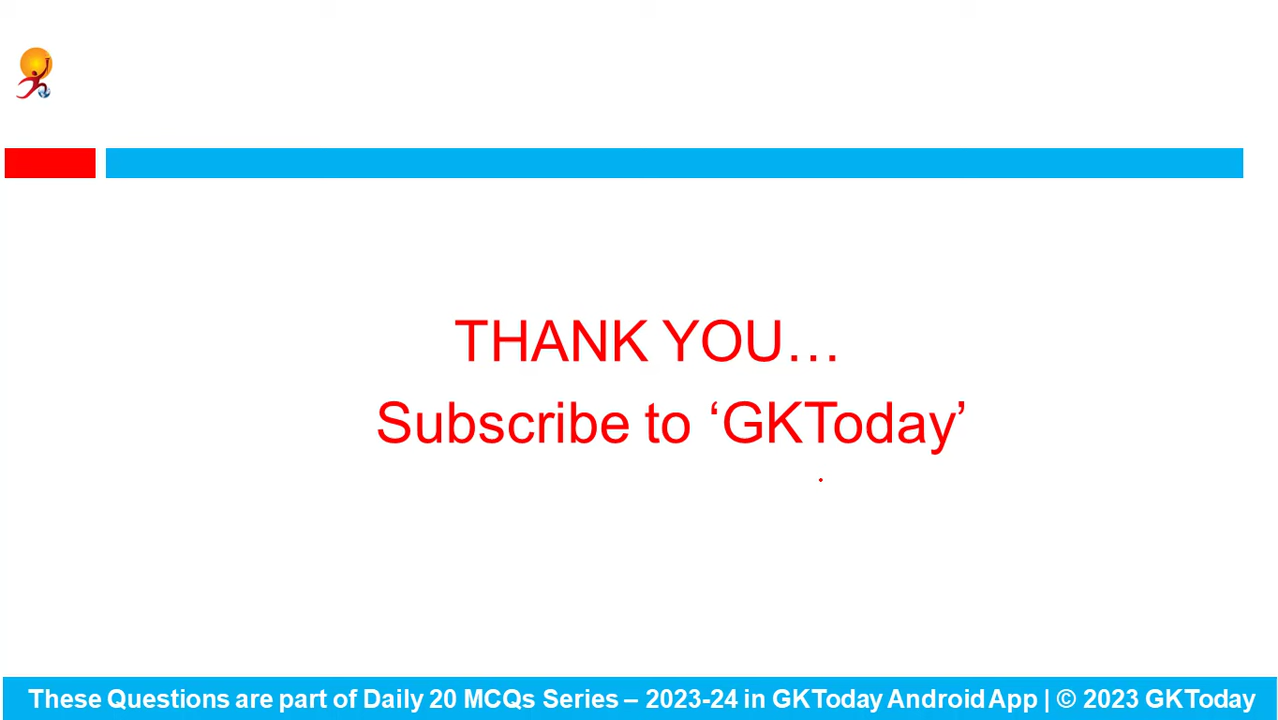 THANK YOU…
Subscribe to ‘GKToday’
These Questions are part of Daily 20 MCQs Series – 2023-24 in GKToday Android App | © 2023 GKToday